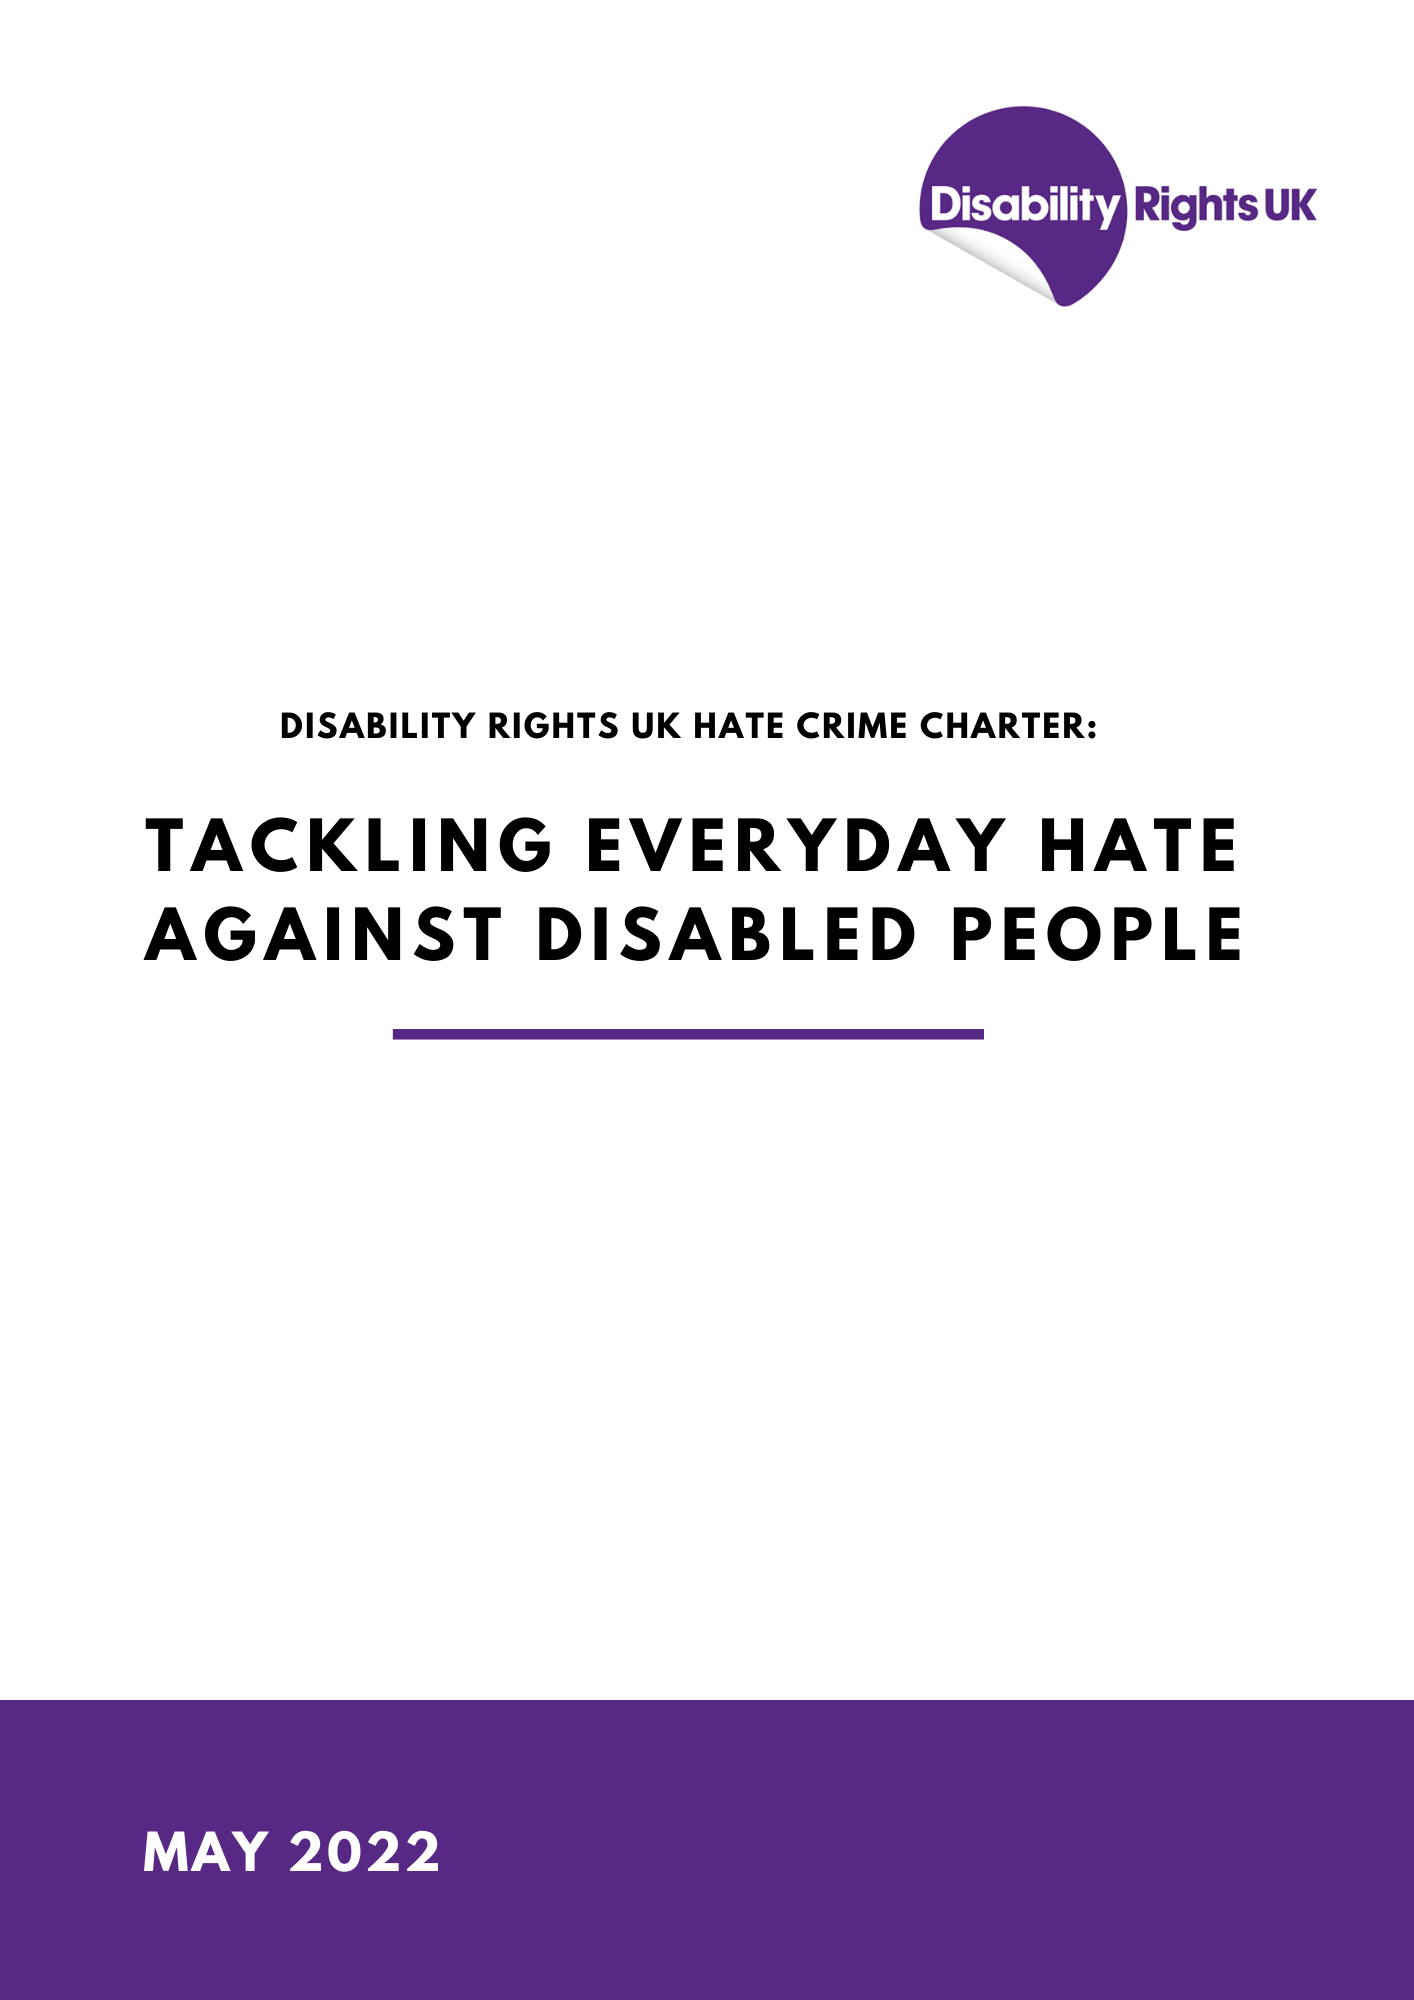 Disability Rights UK
DISABILITY RIGHTS UK HATE CRIME CHARTER:
TACKLING EVERYDAY HATE
AGAINST DISABLED PEOPLE
MAY 2022